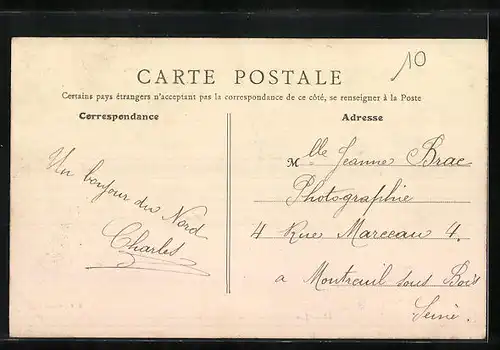 10
CARTE POSTALE
Certains pays étrangers n'acceptant pas la correspondance de ce côté, se renseigner à la Poste
Correspondance
Un bonjour du Nord
Charles
Adresse
Mlle Jeanne Brac
Photographie
4 Rue Marceau 4.
a Montreuil sous Bois
Seine.